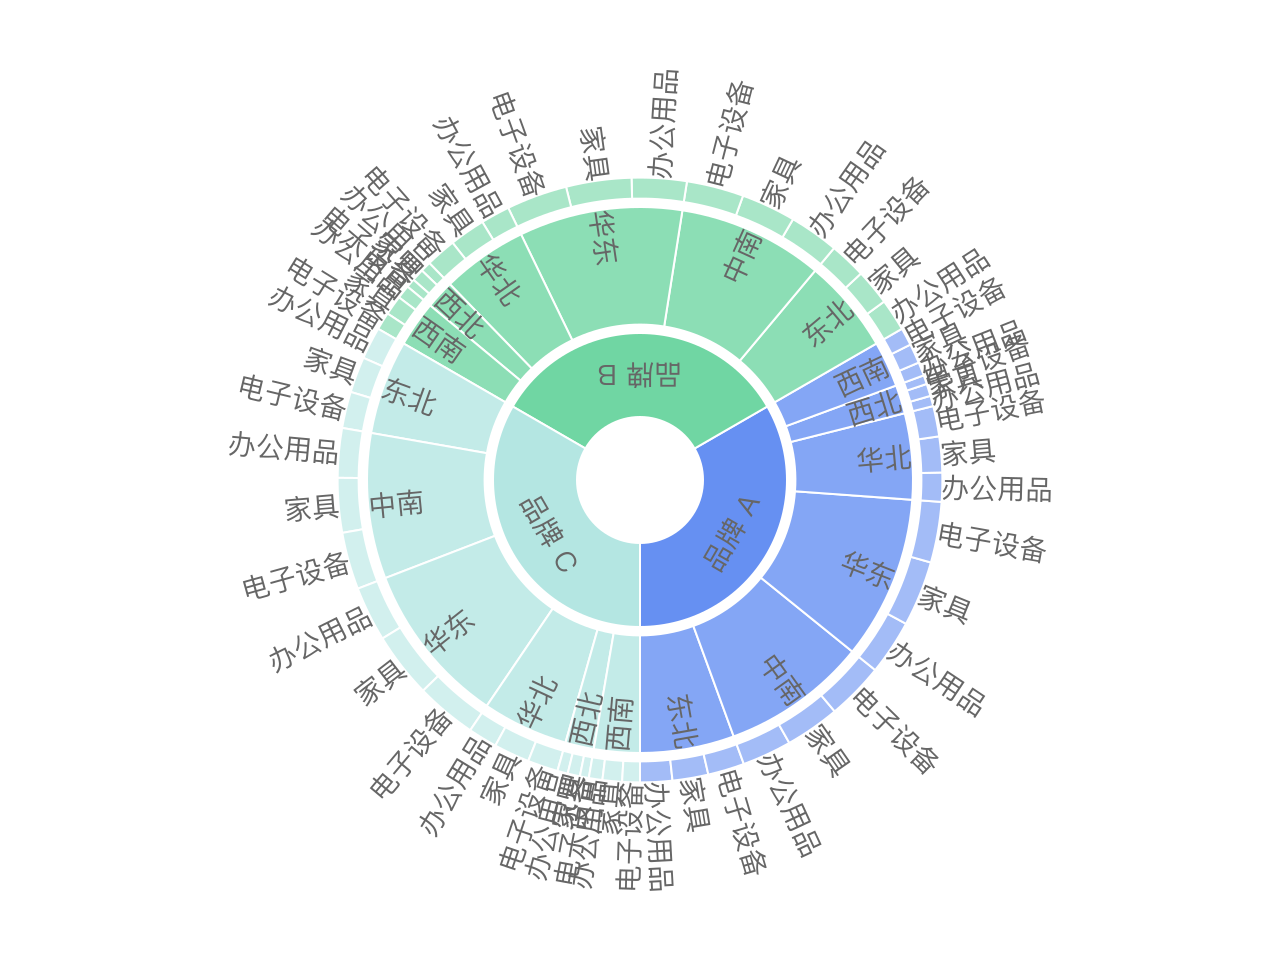 品牌 A
品牌 B
品牌 C
西南
西北
华北
华东
中南
东北
西南
西北
华北
华东
中南
东北
西南
西北
华北
华东
中南
东北
电子设备
家具
办公用品
电子设备
家具
办公用品
电子设备
家具
办公用品
电子设备
家具
办公用品
电子设备
家具
办公用品
电子设备
家具
办公用品
电子设备
家具
办公用品
电子设备
家具
办公用品
电子设备
家具
办公用品
电子设备
家具
办公用品
电子设备
家具
办公用品
电子设备
家具
办公用品
电子设备
家具
办公用品
电子设备
家具
办公用品
电子设备
家具
办公用品
电子设备
家具
办公用品
电子设备
家具
办公用品
电子设备
家具
办公用品